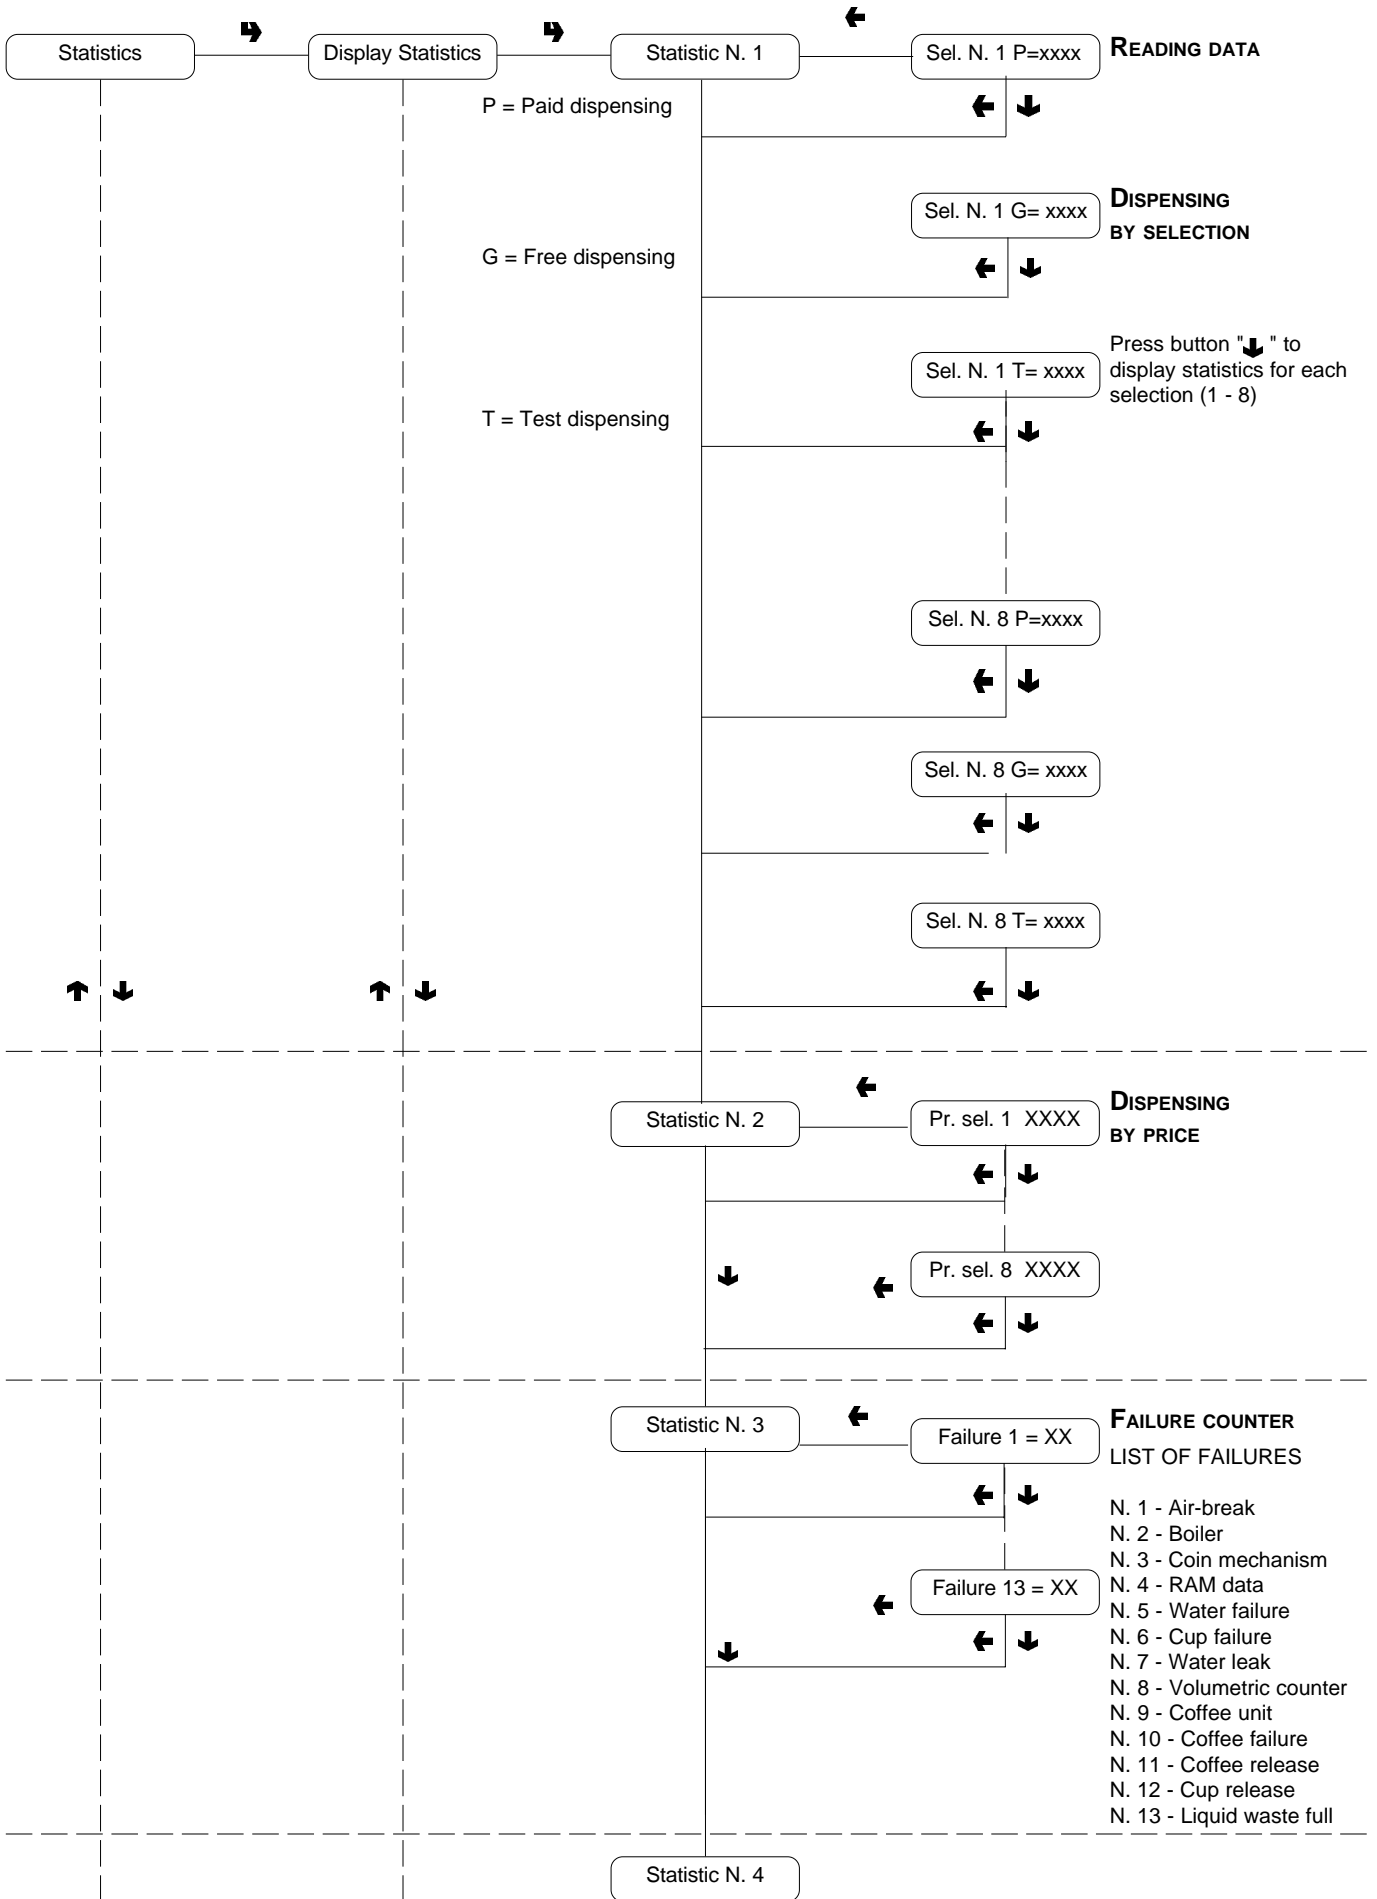 Statistics
Display Statistics
Statistic N. 1
Sel. N. 1 P=xxxx
READING DATA
P = Paid dispensing
Sel. N. 1 G= xxxx
DISPENSING
BY SELECTION
G = Free dispensing
Sel. N. 1 T= xxxx
Press button "🡇 " to
display statistics for each
selection (1 - 8)
T = Test dispensing
Sel. N. 8 P=xxxx
Sel. N. 8 G= xxxx
Sel. N. 8 T= xxxx
Statistic N. 2
Pr. sel. 1 XXXX
DISPENSING
BY PRICE
Pr. sel. 8 XXXX
Statistic N. 3
Failure 1 = XX
FAILURE COUNTER
LIST OF FAILURES
N. 1 - Air-break
N. 2 - Boiler
N. 3 - Coin mechanism
Failure 13 = XX
N. 4 - RAM data
N. 5 - Water failure
N. 6 - Cup failure
N. 7 - Water leak
N. 8 - Volumetric counter
N. 9 - Coffee unit
N. 10 - Coffee failure
N. 11 - Coffee release
N. 12 - Cup release
N. 13 - Liquid waste full
Statistic N. 4